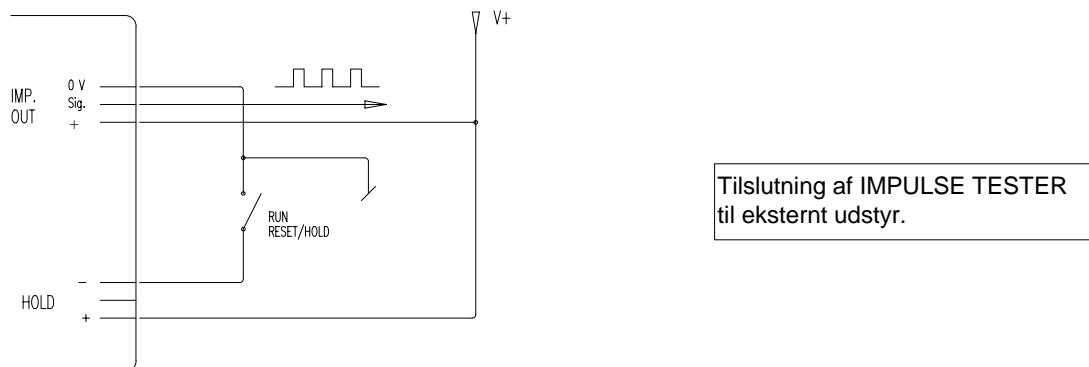 V+
IMP.
OUT
0 V
Sig.
+
RUN
RESET/HOLD
HOLD
-
+
Tilslutning af IMPULSE TESTER
til eksternt udstyr.